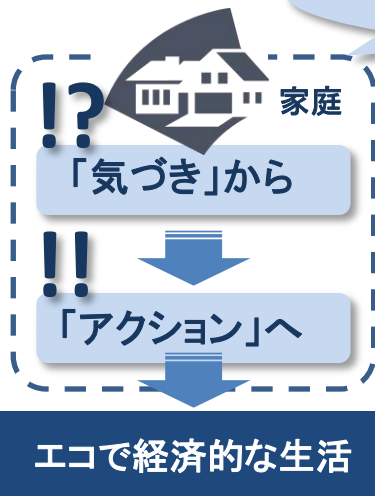 家庭
!?
「気づき」から
!!
「アクション」へ
エコで経済的な生活